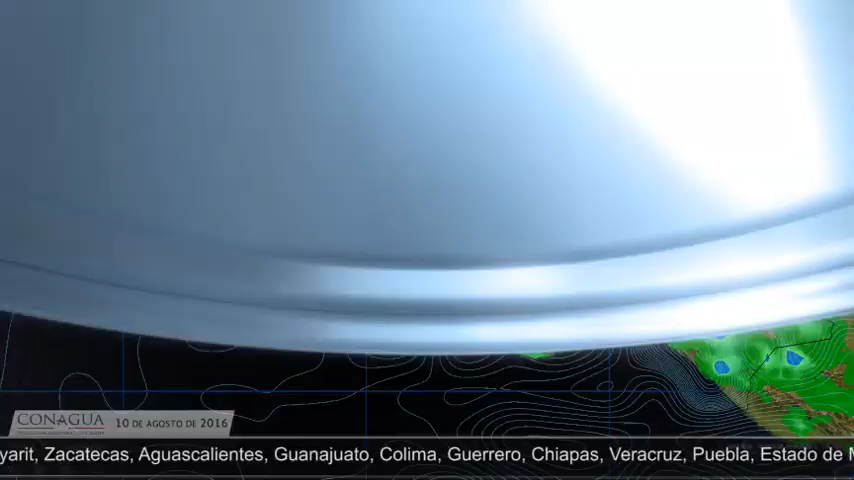 CONAGUA
10 DE AGOSTO DE 2016
yarit, Zacatecas, Aguascalientes, Guanajuato, Colima, Guerrero, Chiapas, Veracruz, Puebla, Estado de M